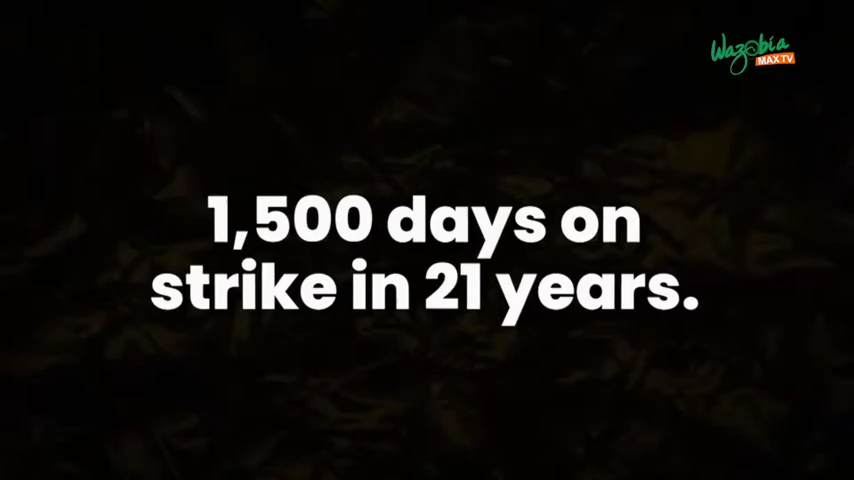 Wazobia
MAX TV
1,500 days on
strike in 21 years.